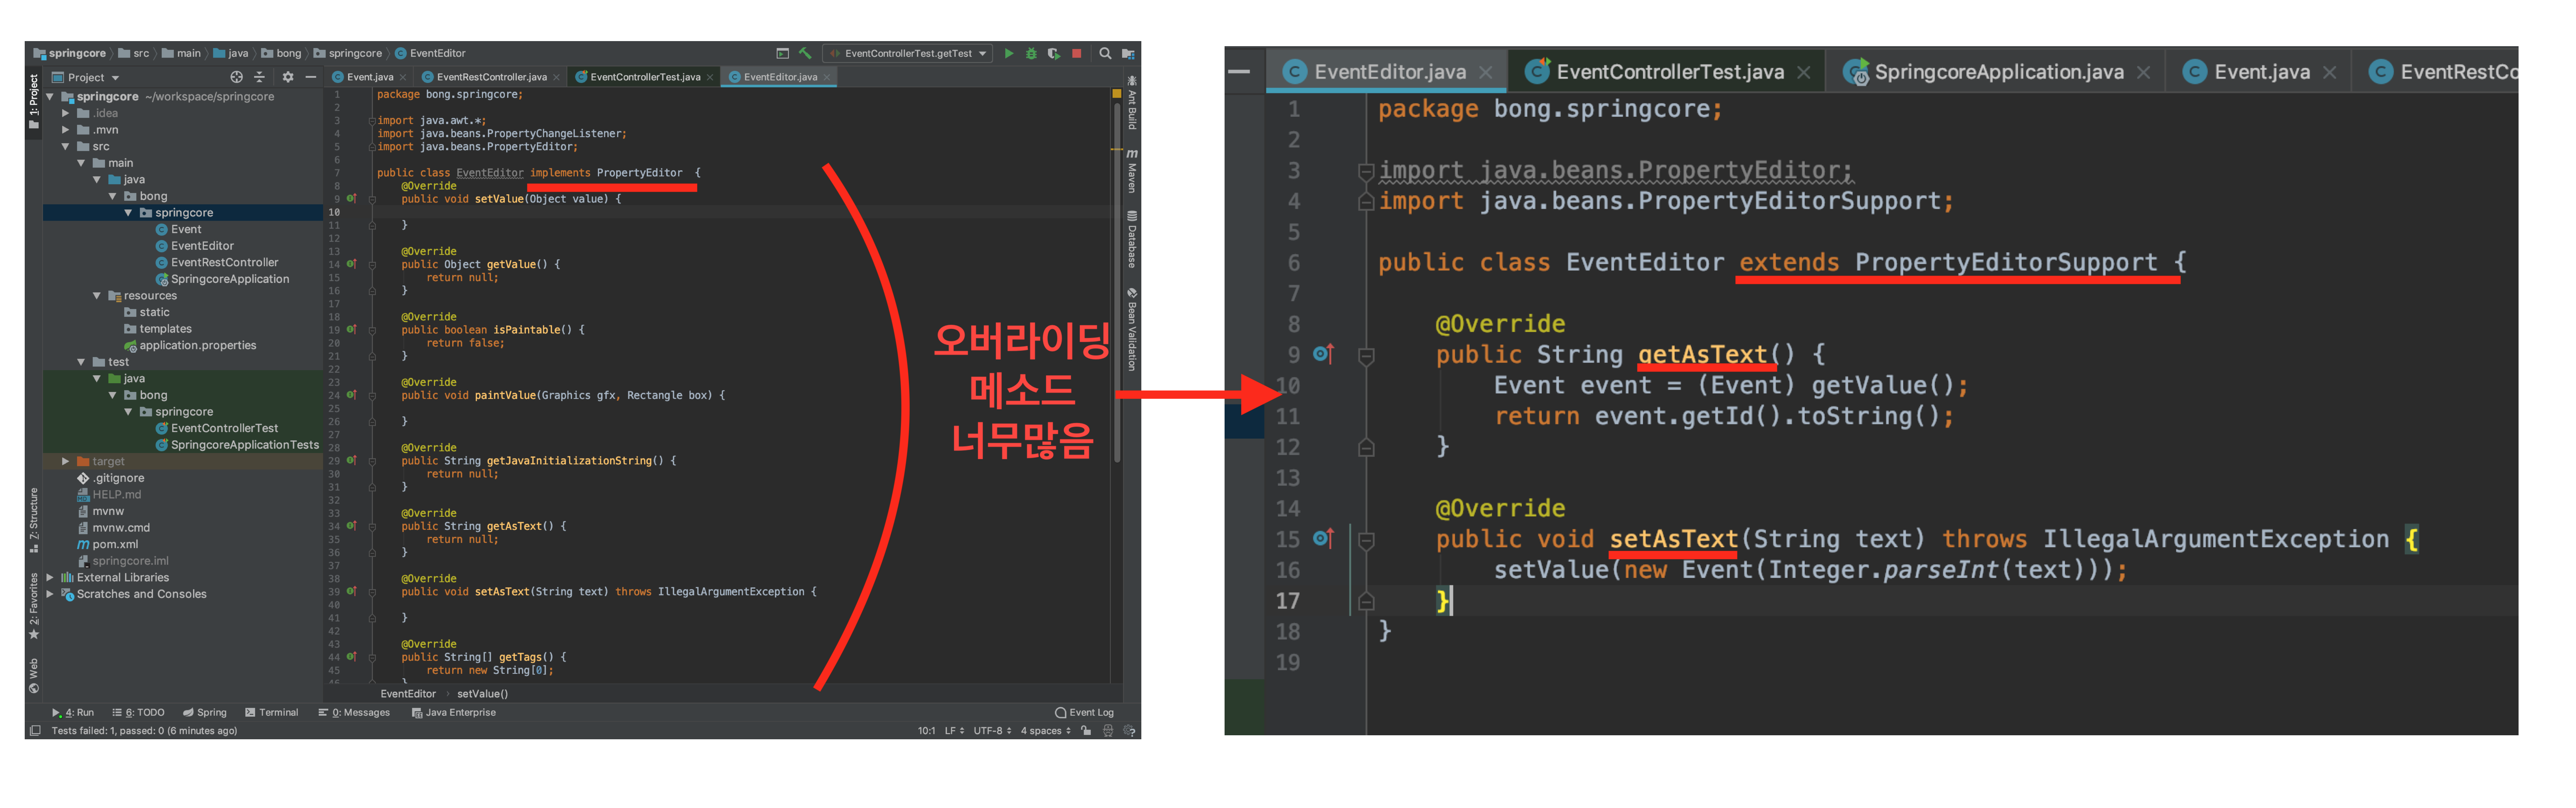 springcore src main java bong springcore EventEditor
EventControllerTest.getTest
Project
Event.java EventRestController.java EventControllerTest.java EventEditor.java
1: Project
springcore ~/workspace/springcore
.idea
.mvn
src
main
java
bong
springcore
Event
EventEditor
EventRestController
SpringcoreApplication
resources
static
templates
application.properties
test
java
bong
springcore
EventControllerTest
SpringcoreApplicationTests
target
.gitignore
HELP.md
mvnw
mvnw.cmd
pom.xml
springcore.iml
External Libraries
Scratches and Consoles
7: Structure
2: Favorites
Web
1 package bong.springcore;
2
3 import java.awt.*;
4 import java.beans.PropertyChangeListener;
5 import java.beans.PropertyEditor;
6
7 public class EventEditor implements PropertyEditor {
8 @Override
9 public void setValue(Object value) {
10
11 }
12
13 @Override
14 public Object getValue() {
15 return null;
16 }
17
18 @Override
19 public boolean isPaintable() {
20 return false;
21 }
22
23 @Override
24 public void paintValue(Graphics gfx, Rectangle box) {
25
26 }
27
28 @Override
29 public String getJavaInitializationString() {
30 return null;
31 }
32
33 @Override
34 public String getAsText() {
35 return null;
36 }
37
38 @Override
39 public void setAsText(String text) throws IllegalArgumentException {
40
41 }
42
43 @Override
44 public String[] getTags() {
45 return new String[0];
46 }
EventEditor setValue()
Ant Build
Maven
Database
Bean Validation
4: Run 6: TODO Spring Terminal 0: Messages Java Enterprise Event Log
Tests failed: 1, passed: 0 (6 minutes ago) 10:1 LF UTF-8 4 spaces
오버라이딩
메소드
너무많음
EventEditor.java EventControllerTest.java SpringcoreApplication.java Event.java EventRestCo
1 package bong.springcore;
2
3 import java.beans.PropertyEditor;
4 import java.beans.PropertyEditorSupport;
5
6 public class EventEditor extends PropertyEditorSupport {
7
8 @Override
9 public String getAsText() {
10 Event event = (Event) getValue();
11 return event.getId().toString();
12 }
13
14 @Override
15 public void setAsText(String text) throws IllegalArgumentException {
16 setValue(new Event(Integer.parseInt(text)));
17 }
18 }
19